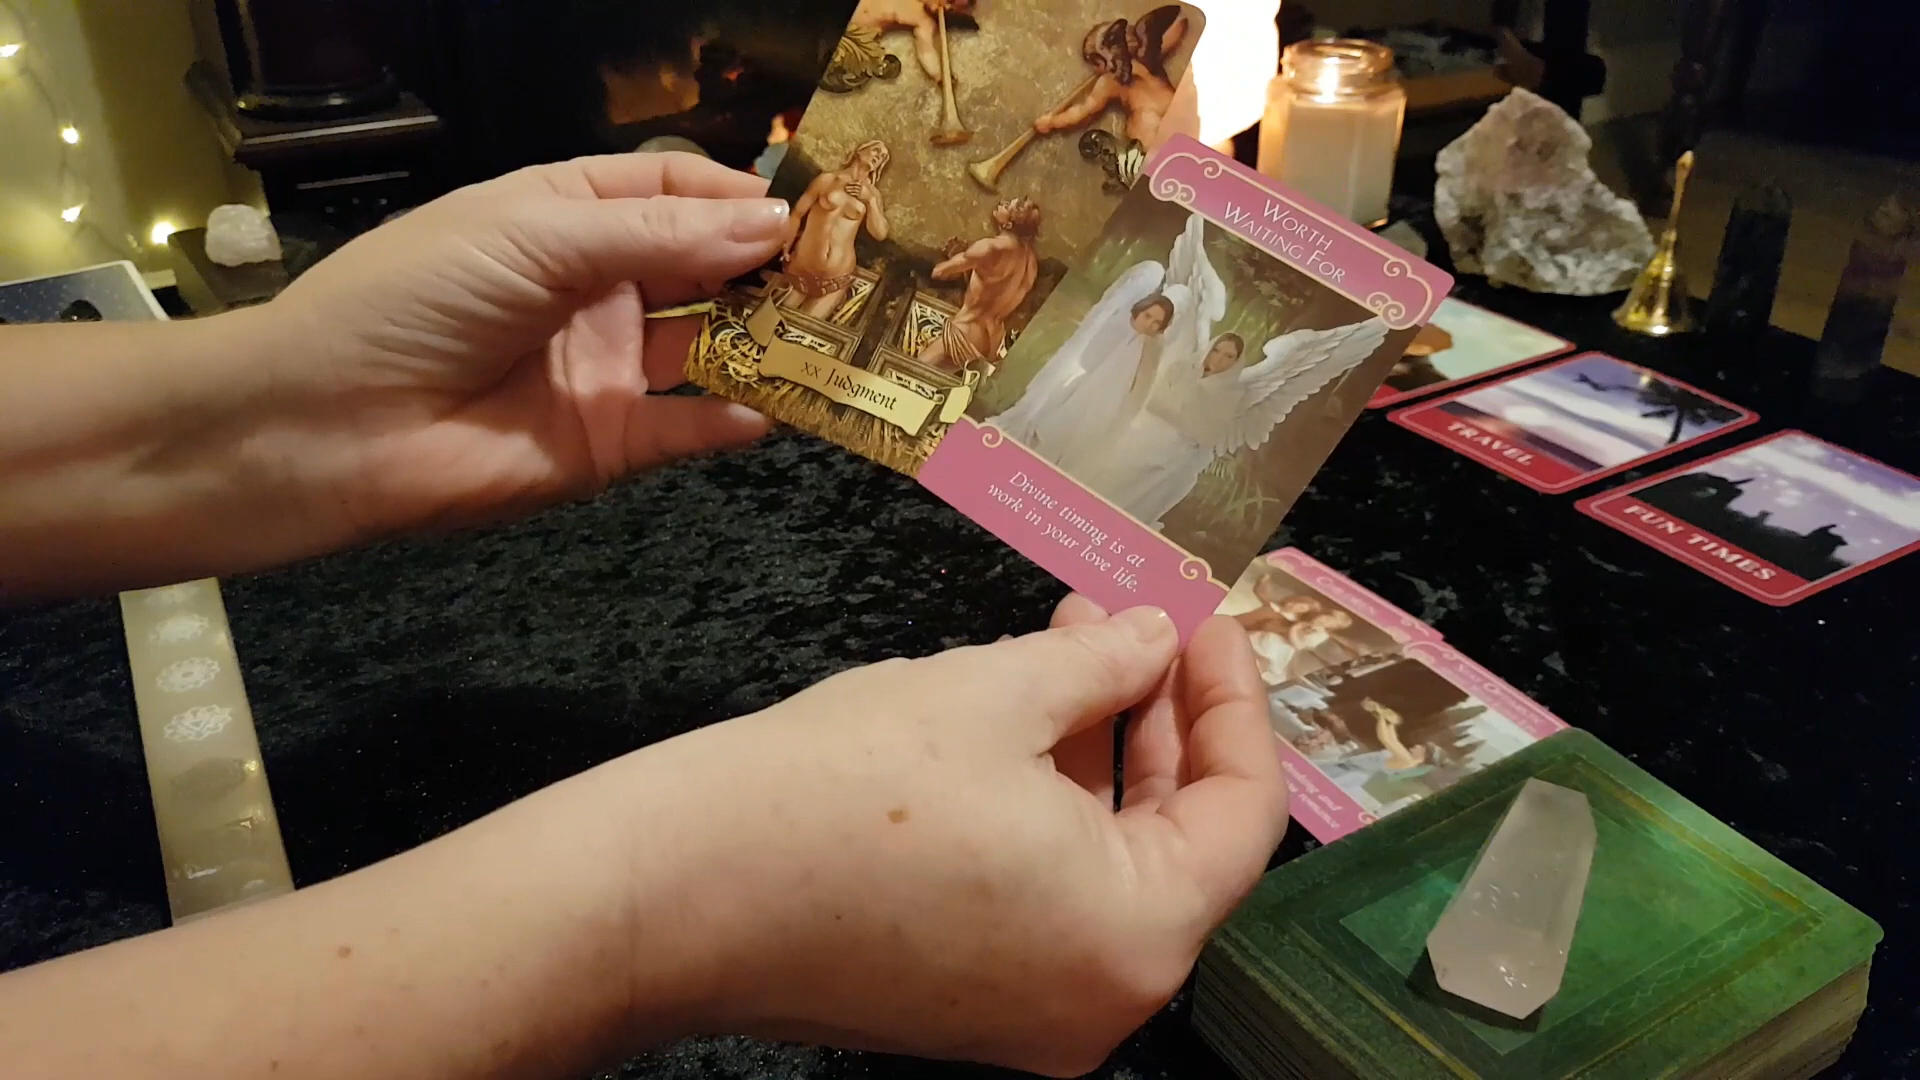 WORTH
WAITING FOR
XX Judgment
Divine timing is at
work in your love life.
TRAVEL
FUN TIMES